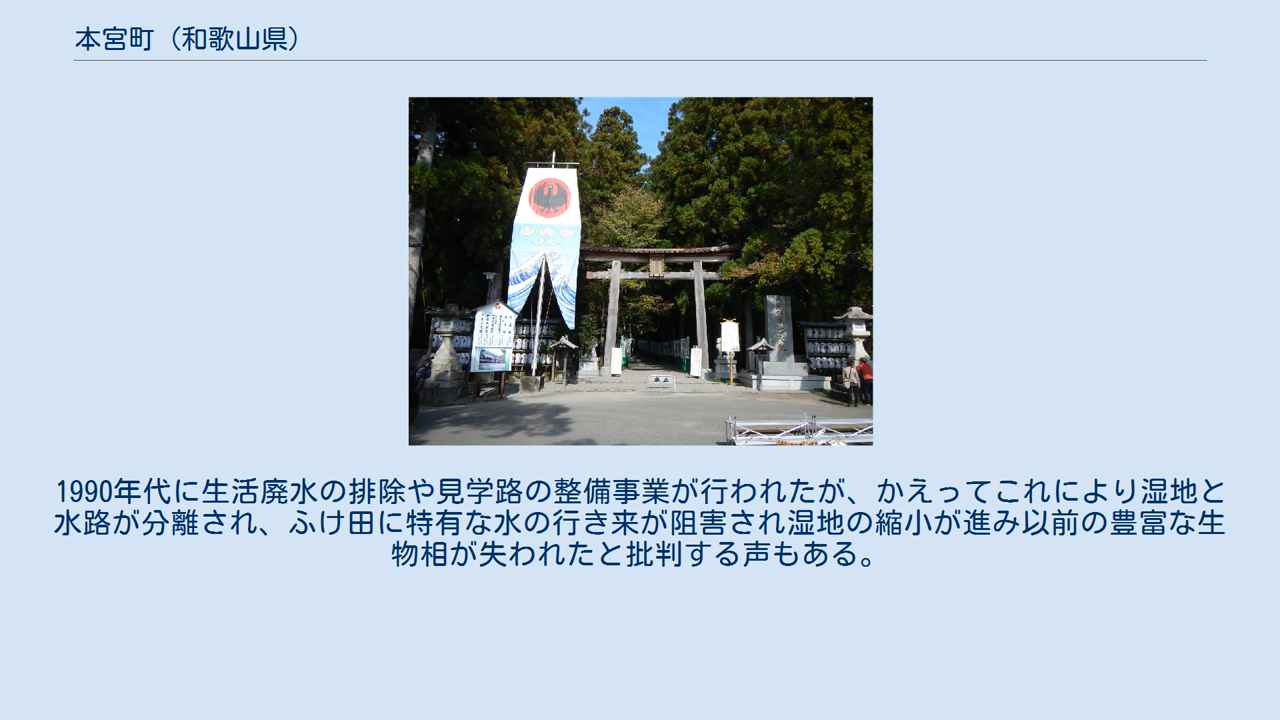 本宮町（和歌山県）
1990年代に生活廃水の排除や見学路の整備事業が行われたが、かえってこれにより湿地と
水路が分離され、ふけ田に特有な水の行き来が阻害され湿地の縮小が進み以前の豊富な生
物相が失われたと批判する声もある。